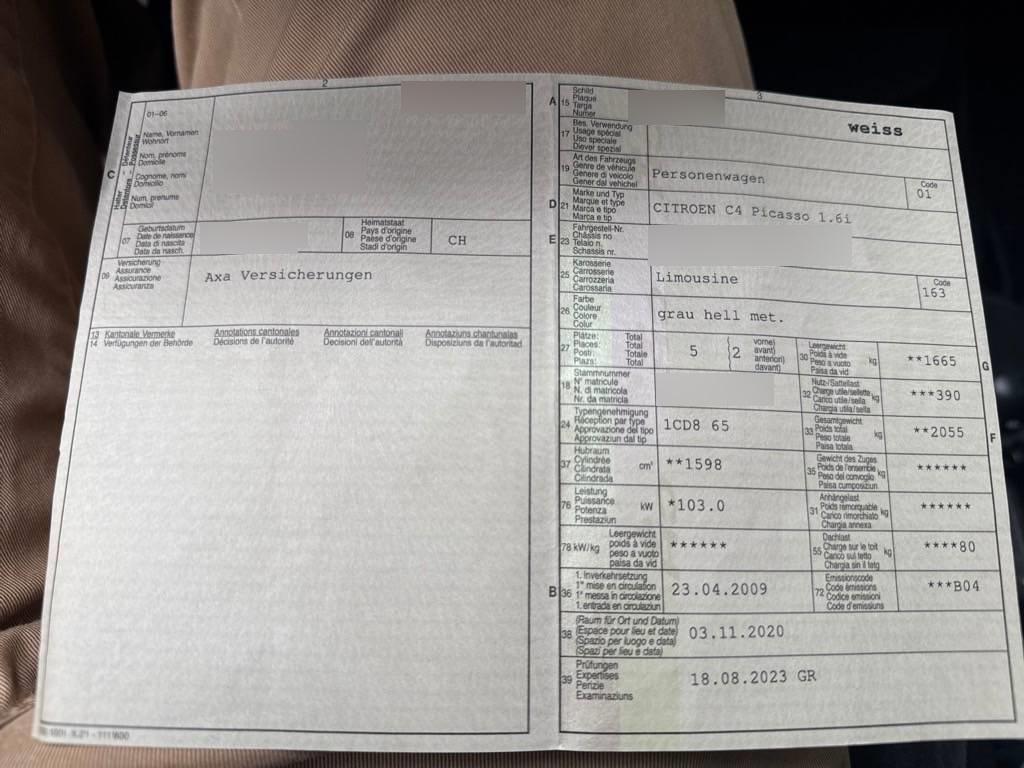 2
01-06
C
Halter Détenteur
Detentore - Possessur
Name, Vornamen
Wohnort
Nom, prénoms
Domicile
Cognome, nomi
Domicilio
Num, prenums
Domicil
07
Geburtsdatum
Date de naissance
Data di nascita
Data da nasch.
08
Heimatstaat
Pays d'origine
Paese d'origine
Stadi d'origin
CH
09
Versicherung
Assurance
Assicurazione
Assicuranza
Axa Versicherungen
13 Kantonale Vermerke Annotations cantonales Annotazioni cantonali Annotaziuns chantunalas
14 Verfügungen der Behörde Décisions de l'autorité Decisioni dell'autorità Disposiziuns da l'autoritad
3
A 15
Schild
Plaque
Targa
Numer
weiss
17
Bes. Verwendung
Usage spécial
Uso speciale
Diever spezial
19
Art des Fahrzeugs
Genre de véhicule
Genere di veicolo
Gener dal vehichel
Personenwagen
Code
01
D 21
Marke und Typ
Marque et type
Marca e tipo
Marca e tip
CITROEN C4 Picasso 1.6i
E 23
Fahrgestell-Nr.
Châssis no
Telaio n.
Schassis nr.
25
Karosserie
Carrosserie
Carrozzeria
Carossaria
Limousine
Code
163
26
Farbe
Couleur
Colore
Colur
grau hell met.
27
Plätze: Total
Places: Total
Posti: Totale
Plazs: Total
5
2
vorne)
avant)
anteriori)
davant)
30
Leergewicht
Poids à vide
Peso a vuoto
Paisa da vid
kg
**1665
G
18
Stammnummer
N° matricule
N. di matricola
Nr. da matricla
32
Nutz-/Sattellast
Charge utile/sellette
Carico utile/sella
Chargia utila/sella
kg
***390
24
Typengenehmigung
Réception par type
Approvazione del tipo
Approvaziun dal tip
1CD8 65
33
Gesamtgewicht
Poids total
Peso totale
Paisa totala
kg
**2055
F
37
Hubraum
Cylindrée
Cilindrata
Cilindrada
cm³
**1598
35
Gewicht des Zuges
Poids de l'ensemble
Peso del convoglio
Paisa cumposiziun
kg
******
76
Leistung
Puissance
Potenza
Prestaziun
kW
*103.0
31
Anhängelast
Poids remorquable
Carico rimorchiato
Chargia annexa
kg
******
78 kW/kg
Leergewicht
poids à vide
peso a vuoto
paisa da vid
******
55
Dachlast
Charge sur le toit
Carico sul tetto
Chargia sin il tetg
kg
****80
B 36
1. Inverkehrsetzung
1re mise en circulation
1a messa in circolazione
1. entrada en circulaziun
23.04.2009
72
Emissionscode
Code émissions
Codice emissioni
Code d'emissiuns
***B04
38
(Raum für Ort und Datum)
(Espace pour lieu et date)
(Spazio per luogo e data)
(Spazi per lieu e data)
03.11.2020
39
Prüfungen
Expertises
Perizie
Examinaziuns
18.08.2023 GR